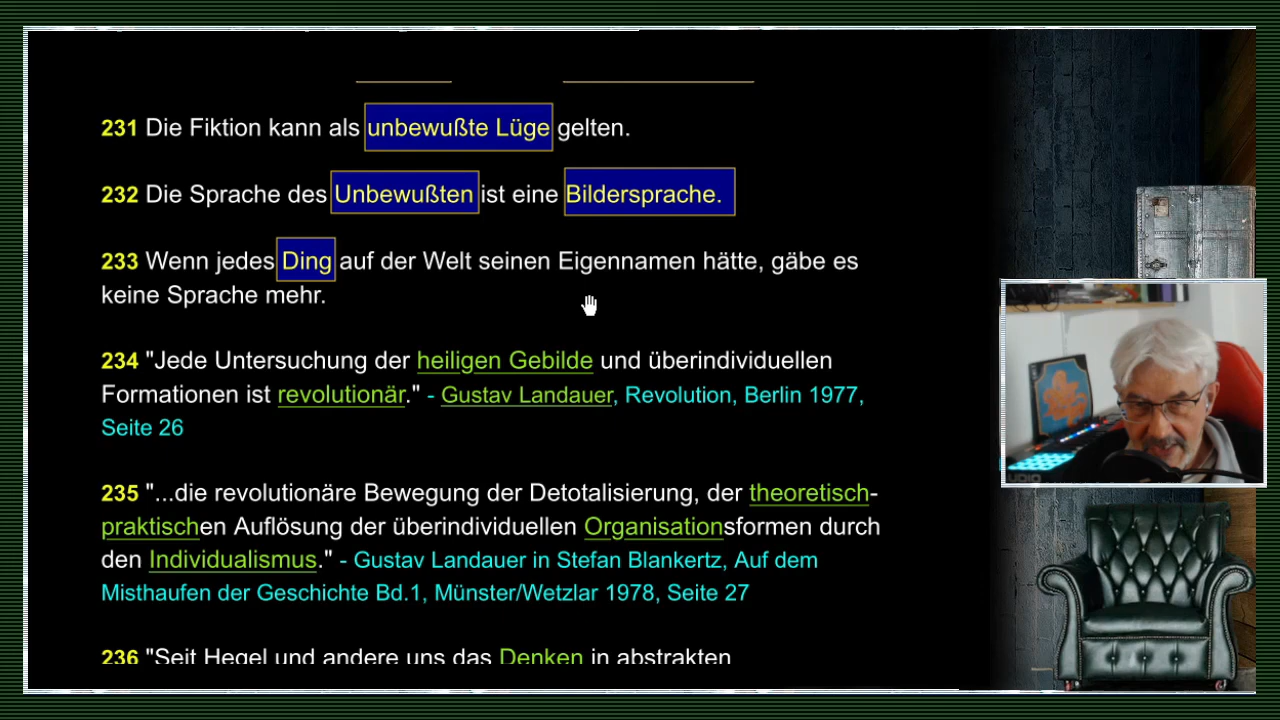 231 Die Fiktion kann als unbewußte Lüge gelten.
232 Die Sprache des Unbewußten ist eine Bildersprache.
233 Wenn jedes Ding auf der Welt seinen Eigennamen hätte, gäbe es
keine Sprache mehr.
234 "Jede Untersuchung der heiligen Gebilde und überindividuellen
Formationen ist revolutionär." - Gustav Landauer, Revolution, Berlin 1977,
Seite 26
235 "...die revolutionäre Bewegung der Detotalisierung, der theoretisch-
praktischen Auflösung der überindividuellen Organisationsformen durch
den Individualismus." - Gustav Landauer in Stefan Blankertz, Auf dem
Misthaufen der Geschichte Bd.1, Münster/Wetzlar 1978, Seite 27
236 "Seit Hegel und andere uns das Denken in abstrakten